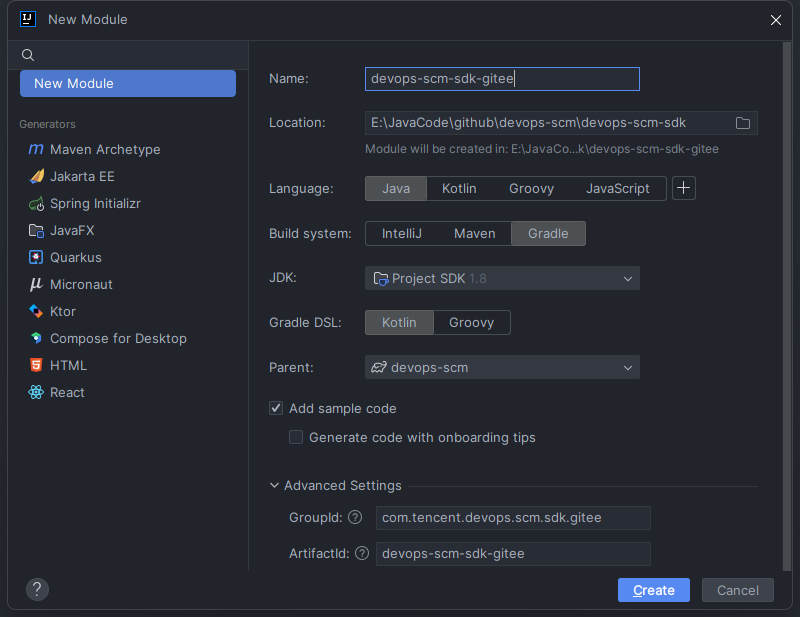 New Module
New Module
Generators
Maven Archetype
Jakarta EE
Spring Initializr
JavaFX
Quarkus
Micronaut
Ktor
Compose for Desktop
HTML
React
Name: devops-scm-sdk-gitee
Location: E:\JavaCode\github\devops-scm\devops-scm-sdk
Module will be created in: E:\JavaCo...k\devops-scm-sdk-gitee
Language: Java Kotlin Groovy JavaScript +
Build system: IntelliJ Maven Gradle
JDK: Project SDK 1.8
Gradle DSL: Kotlin Groovy
Parent: devops-scm
Add sample code
Generate code with onboarding tips
Advanced Settings
GroupId: ? com.tencent.devops.scm.sdk.gitee
ArtifactId: ? devops-scm-sdk-gitee
? Create Cancel